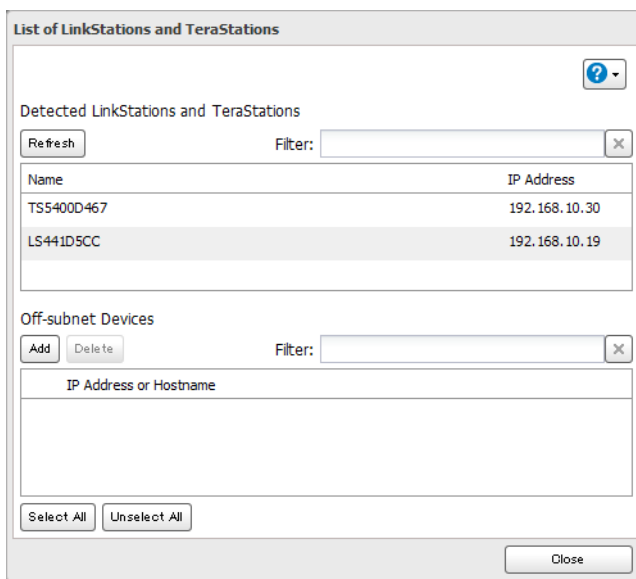 List of LinkStations and TeraStations
?
Detected LinkStations and TeraStations
Refresh Filter:
Name IP Address
TS5400D467 192.168.10.30
LS441D5CC 192.168.10.19
Off-subnet Devices
Add Delete Filter:
IP Address or Hostname
Select All Unselect All
Close